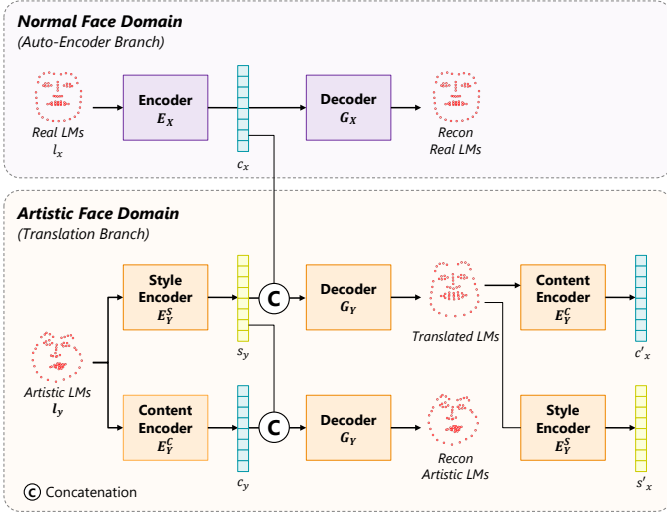 Normal Face Domain
(Auto-Encoder Branch)
Real LMs
l_x
Encoder
E_X
c_x
Decoder
G_X
Recon
Real LMs
Artistic Face Domain
(Translation Branch)
Artistic LMs
l_y
Style
Encoder
E_Y^S
s_y
C
Decoder
G_Y
Translated LMs
Content
Encoder
E_Y^C
c'_x
Content
Encoder
E_Y^C
c_y
C
Decoder
G_Y
Recon
Artistic LMs
Style
Encoder
E_Y^S
s'_x
C Concatenation